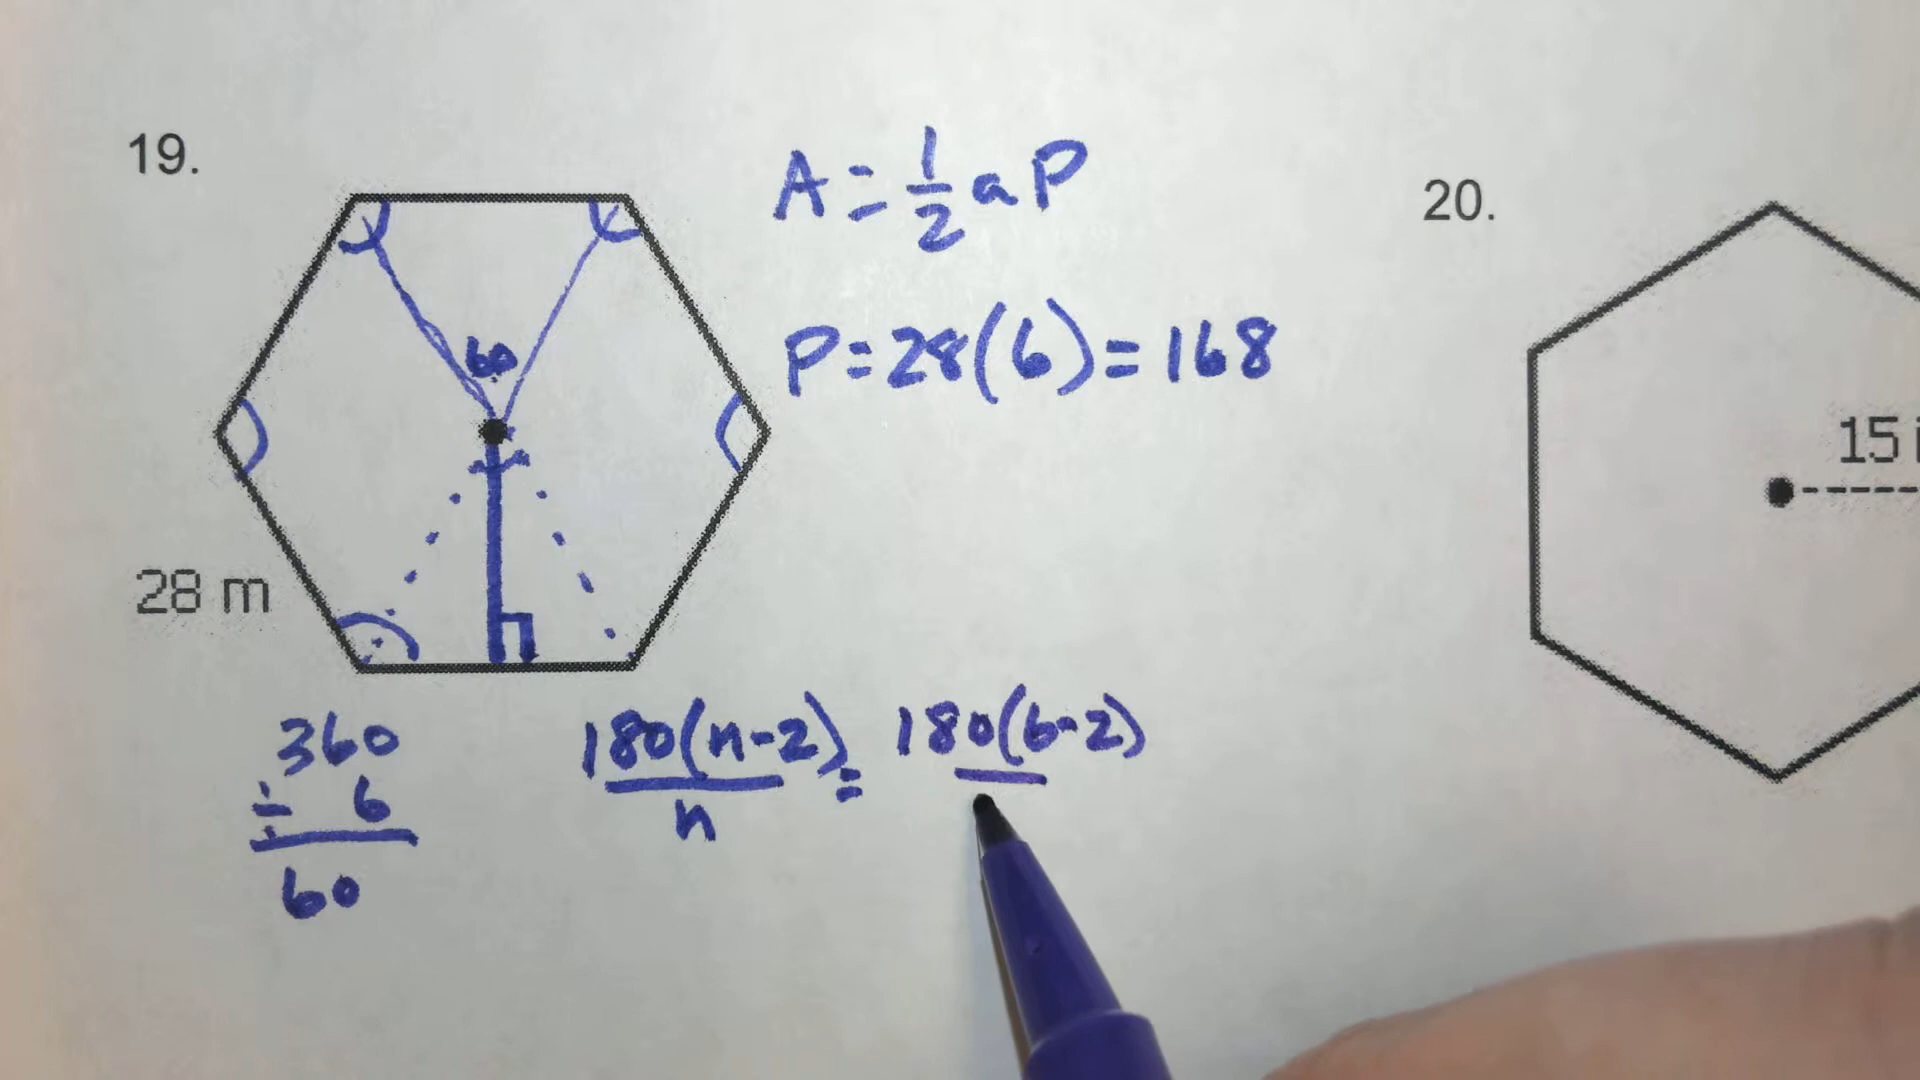 19.
A = 1/2 a P
20.
60
P = 28(6) = 168
15 i
28 m
360
÷ 6
60
180(n-2) = 180(6-2)
n